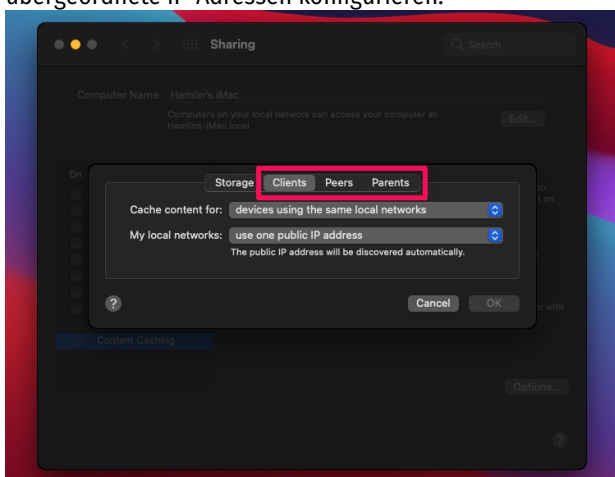 übergeordnete IP-Adressen konfigurieren.
Sharing
Search
Computer Name: Hamlin's iMac
Computers on your local network can access your computer at:
Hamlins-iMac.local
Edit...
On
Storage Clients Peers Parents
Cache content for: devices using the same local networks
My local networks: use one public IP address
The public IP address will be discovered automatically.
? Cancel OK
Content Caching
Options...
?